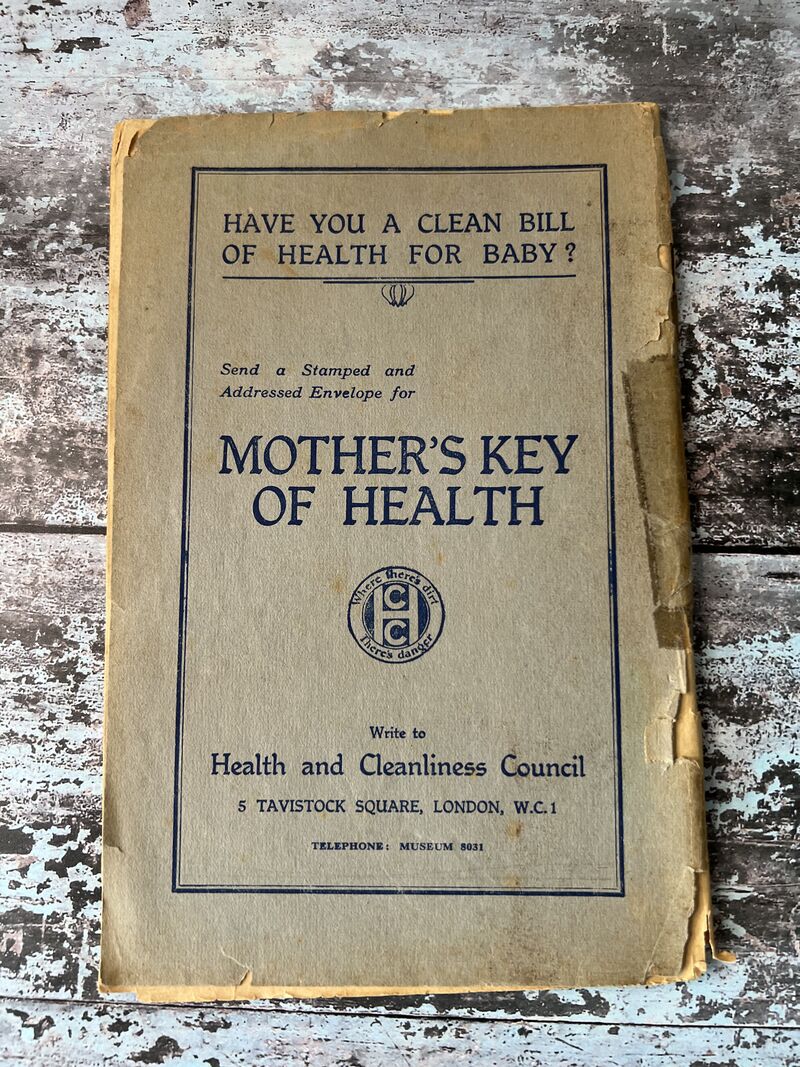 HAVE YOU A CLEAN BILL
OF HEALTH FOR BABY?
Send a Stamped and
Addressed Envelope for
MOTHER'S KEY
OF HEALTH
Where there's dirt
H C C
There's danger
Write to
Health and Cleanliness Council
5 TAVISTOCK SQUARE, LONDON, W.C.1
TELEPHONE: MUSEUM 8031